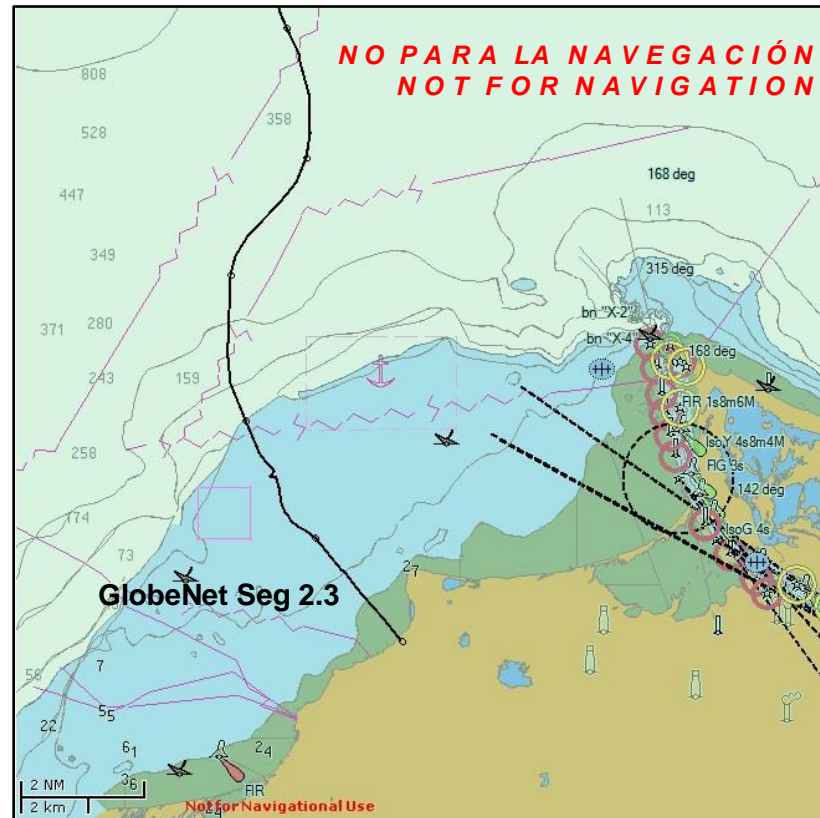 NO PARA LA NAVEGACIÓN
NOT FOR NAVIGATION
808
358
528
168 deg
447
113
349
315 deg
bn "X-2"
280
371
bn "X-4"
168 deg
243
159
FlR 1s8m6M
IsoY 4s8m4M
258
FlG 3s
142 deg
174
IsoG 4s
73
27
GlobeNet Seg 2.3
7
56
55
22
61
24
36
FlR
2 NM
2 km
Not for Navigational Use